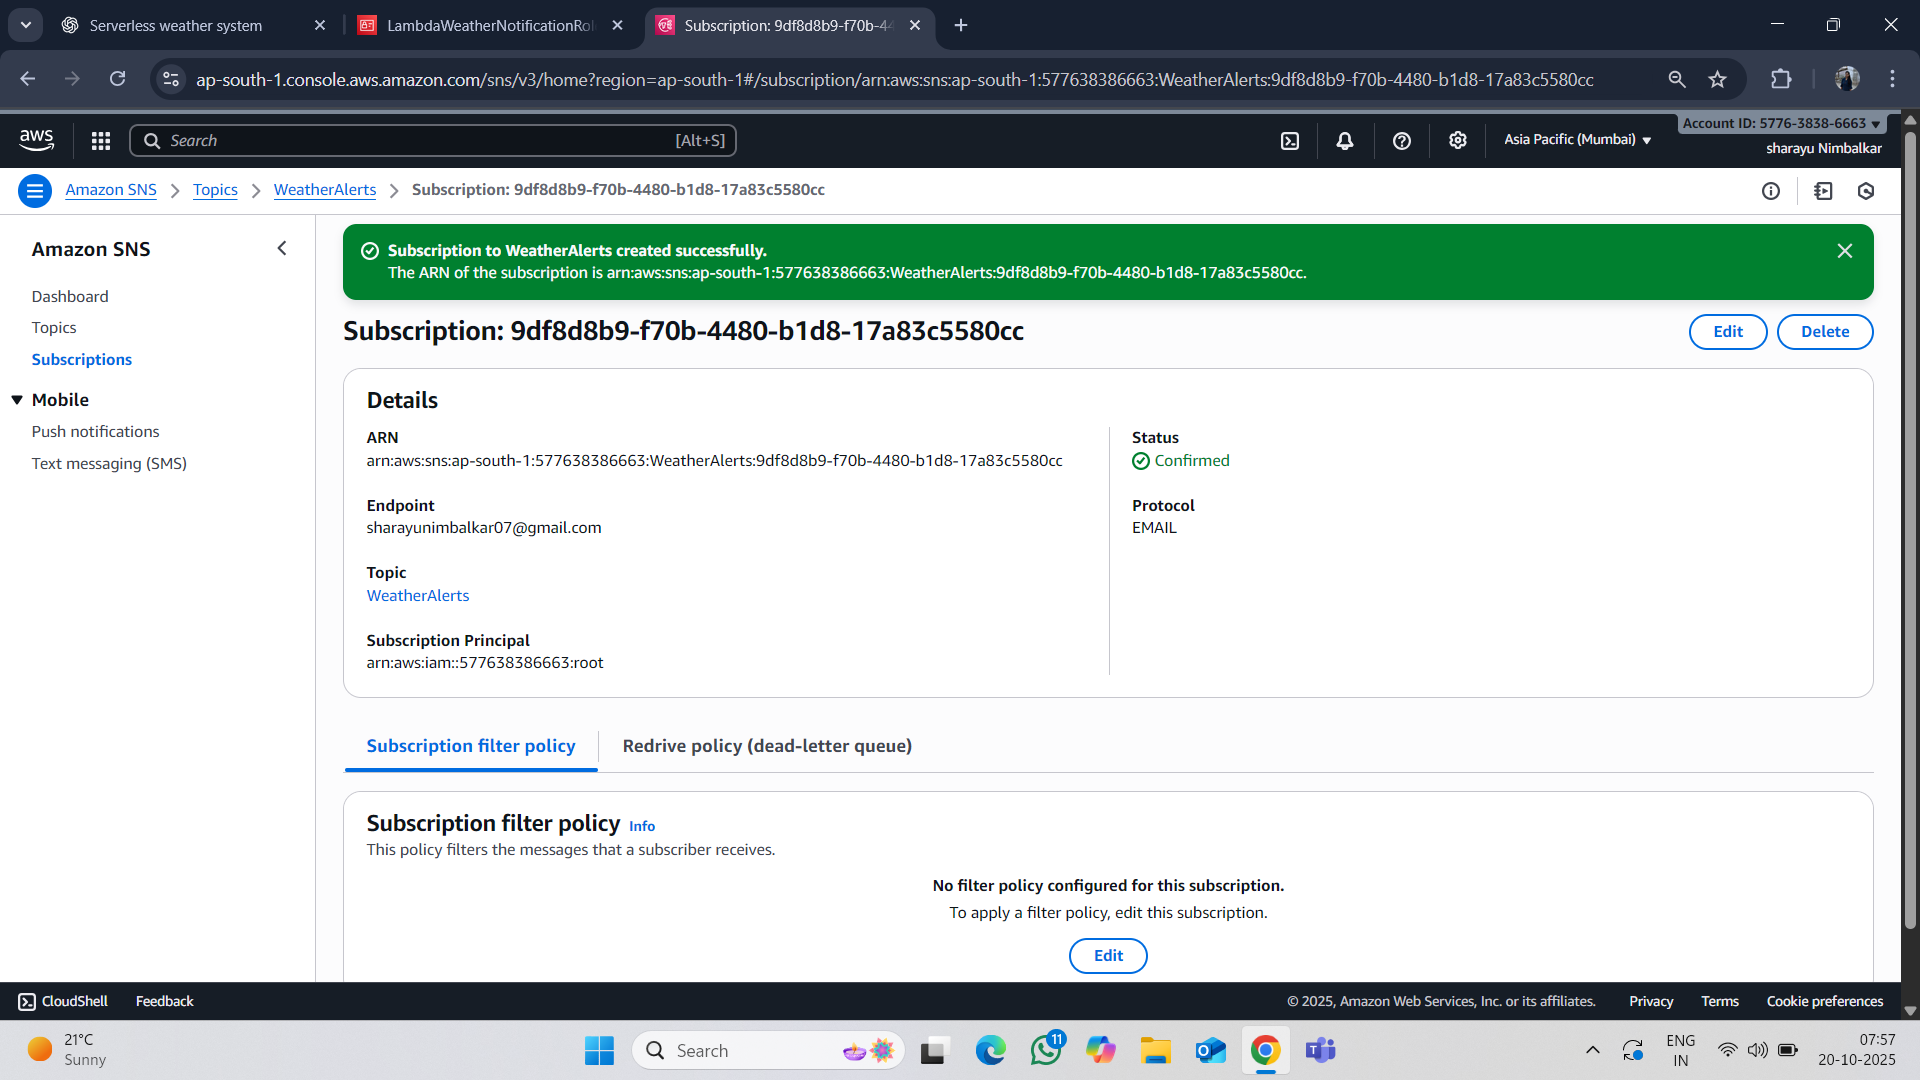 Serverless weather system
LambdaWeatherNotificationRol
Subscription: 9df8d8b9-f70b-44
ap-south-1.console.aws.amazon.com/sns/v3/home?region=ap-south-1#/subscription/arn:aws:sns:ap-south-1:577638386663:WeatherAlerts:9df8d8b9-f70b-4480-b1d8-17a83c5580cc
aws
Search
[Alt+S]
Asia Pacific (Mumbai)
Account ID: 5776-3838-6663
sharayu Nimbalkar
Amazon SNS
Topics
WeatherAlerts
Subscription: 9df8d8b9-f70b-4480-b1d8-17a83c5580cc
Amazon SNS
Dashboard
Topics
Subscriptions
Mobile
Push notifications
Text messaging (SMS)
Subscription to WeatherAlerts created successfully.
The ARN of the subscription is arn:aws:sns:ap-south-1:577638386663:WeatherAlerts:9df8d8b9-f70b-4480-b1d8-17a83c5580cc.
Subscription: 9df8d8b9-f70b-4480-b1d8-17a83c5580cc
Edit
Delete
Details
ARN
arn:aws:sns:ap-south-1:577638386663:WeatherAlerts:9df8d8b9-f70b-4480-b1d8-17a83c5580cc
Endpoint
sharayunimbalkar07@gmail.com
Topic
WeatherAlerts
Subscription Principal
arn:aws:iam::577638386663:root
Status
Confirmed
Protocol
EMAIL
Subscription filter policy
Redrive policy (dead-letter queue)
Subscription filter policy Info
This policy filters the messages that a subscriber receives.
No filter policy configured for this subscription.
To apply a filter policy, edit this subscription.
Edit
CloudShell
Feedback
© 2025, Amazon Web Services, Inc. or its affiliates.
Privacy
Terms
Cookie preferences
21°C
Sunny
Search
11
ENG
IN
07:57
20-10-2025